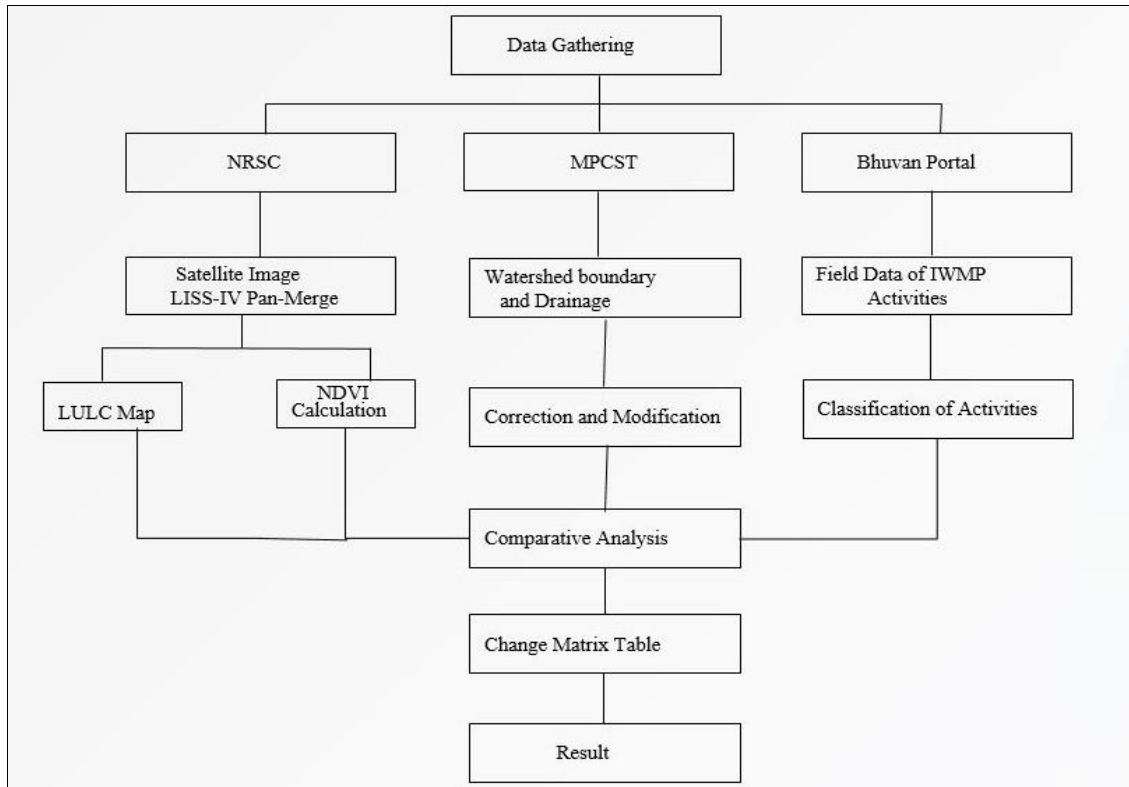 Data Gathering
NRSC
MPCST
Bhuvan Portal
Satellite Image
LISS-IV Pan-Merge
Watershed boundary
and Drainage
Field Data of IWMP
Activities
LULC Map
NDVI
Calculation
Correction and Modification
Classification of Activities
Comparative Analysis
Change Matrix Table
Result